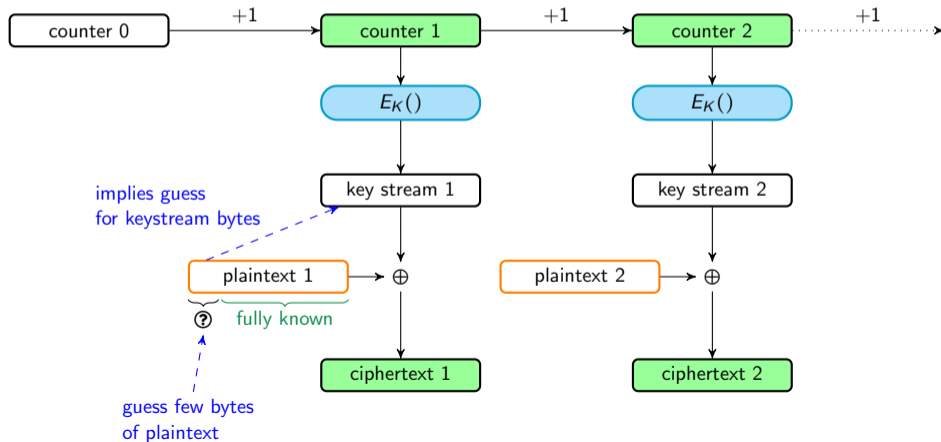 +1 +1 +1
counter 0 counter 1 counter 2
E_K() E_K()
key stream 1 key stream 2
implies guess
for keystream bytes
plaintext 1 ⊕ plaintext 2 ⊕
? fully known
ciphertext 1 ciphertext 2
guess few bytes
of plaintext